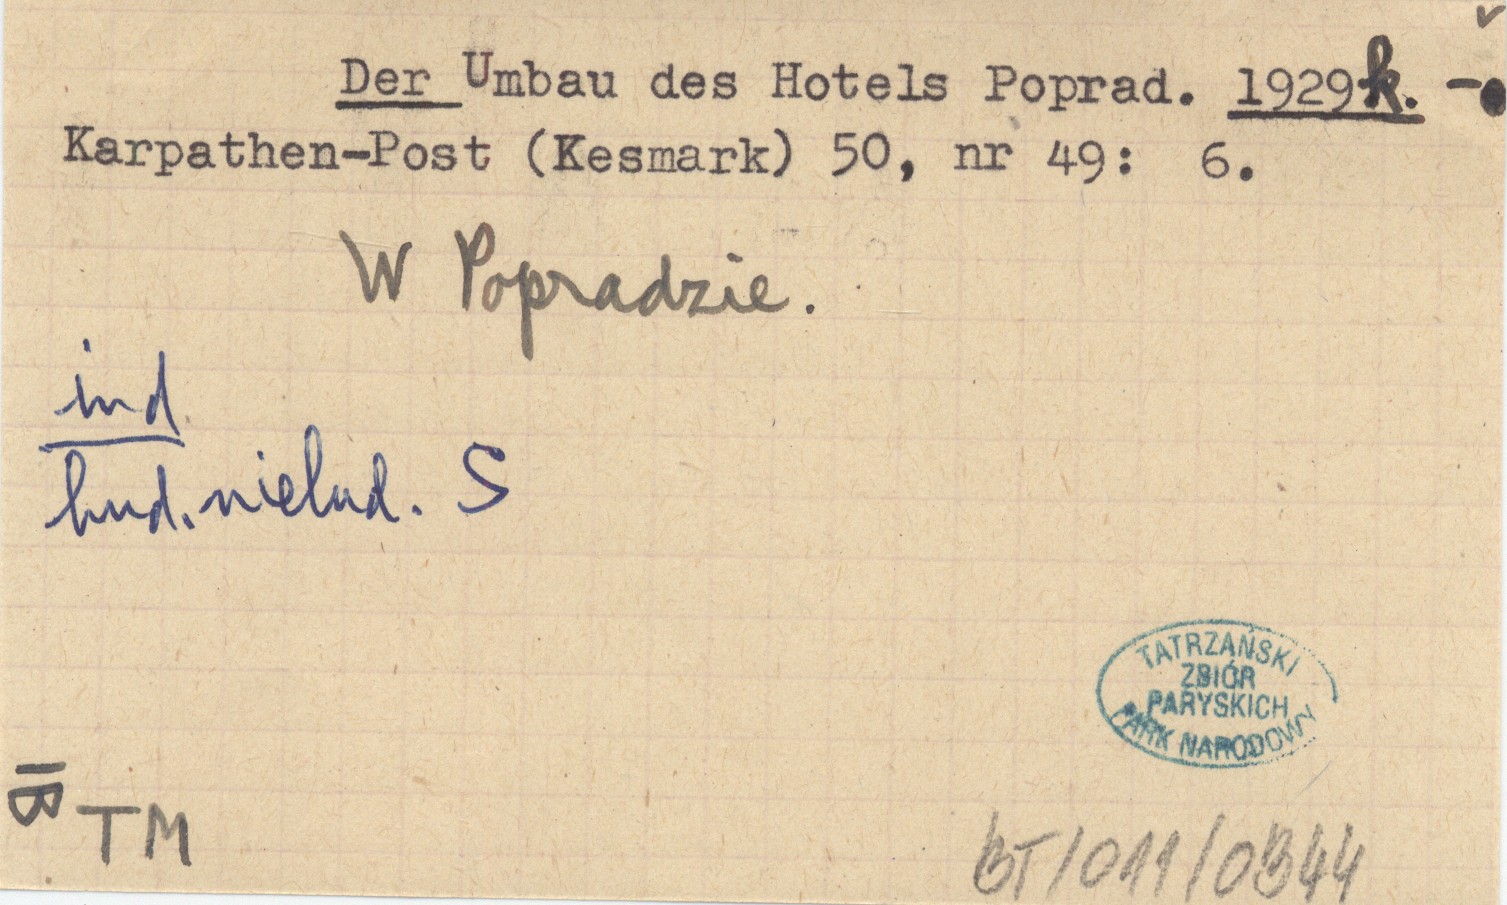 Der Umbau des Hotels Poprad. 1929k. -
Karpathen-Post (Kesmark) 50, nr 49: 6.
W Popradzie.
ind
bud. nielud. S
TATRZAŃSKI
ZBIÓR
PARYSKICH
PARK NARODOWY
IB
TM
BT/011/0344